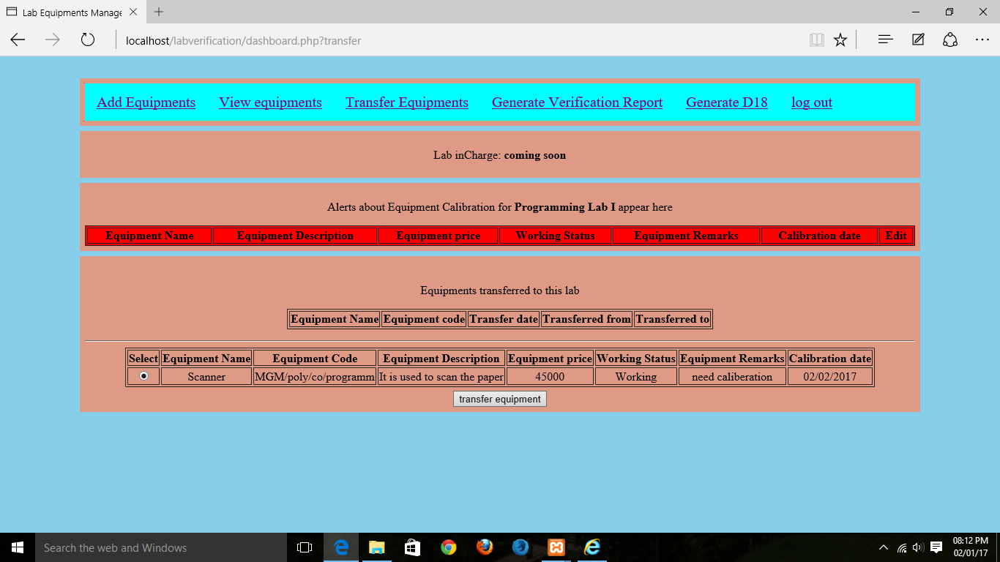 Lab Equipments Manage
localhost/labverification/dashboard.php?transfer
Add Equipments View equipments Transfer Equipments Generate Verification Report Generate D18 log out
Lab inCharge: coming soon
Alerts about Equipment Calibration for Programming Lab I appear here
Equipment Name Equipment Description Equipment price Working Status Equipment Remarks Calibration date Edit
Equipments transferred to this lab
Equipment Name Equipment code Transfer date Transferred from Transferred to
Select Equipment Name Equipment Code Equipment Description Equipment price Working Status Equipment Remarks Calibration date
Scanner MGM/poly/co/programm It is used to scan the paper 45000 Working need caliberation 02/02/2017
transfer equipment
Search the web and Windows
08:12 PM
02/01/17